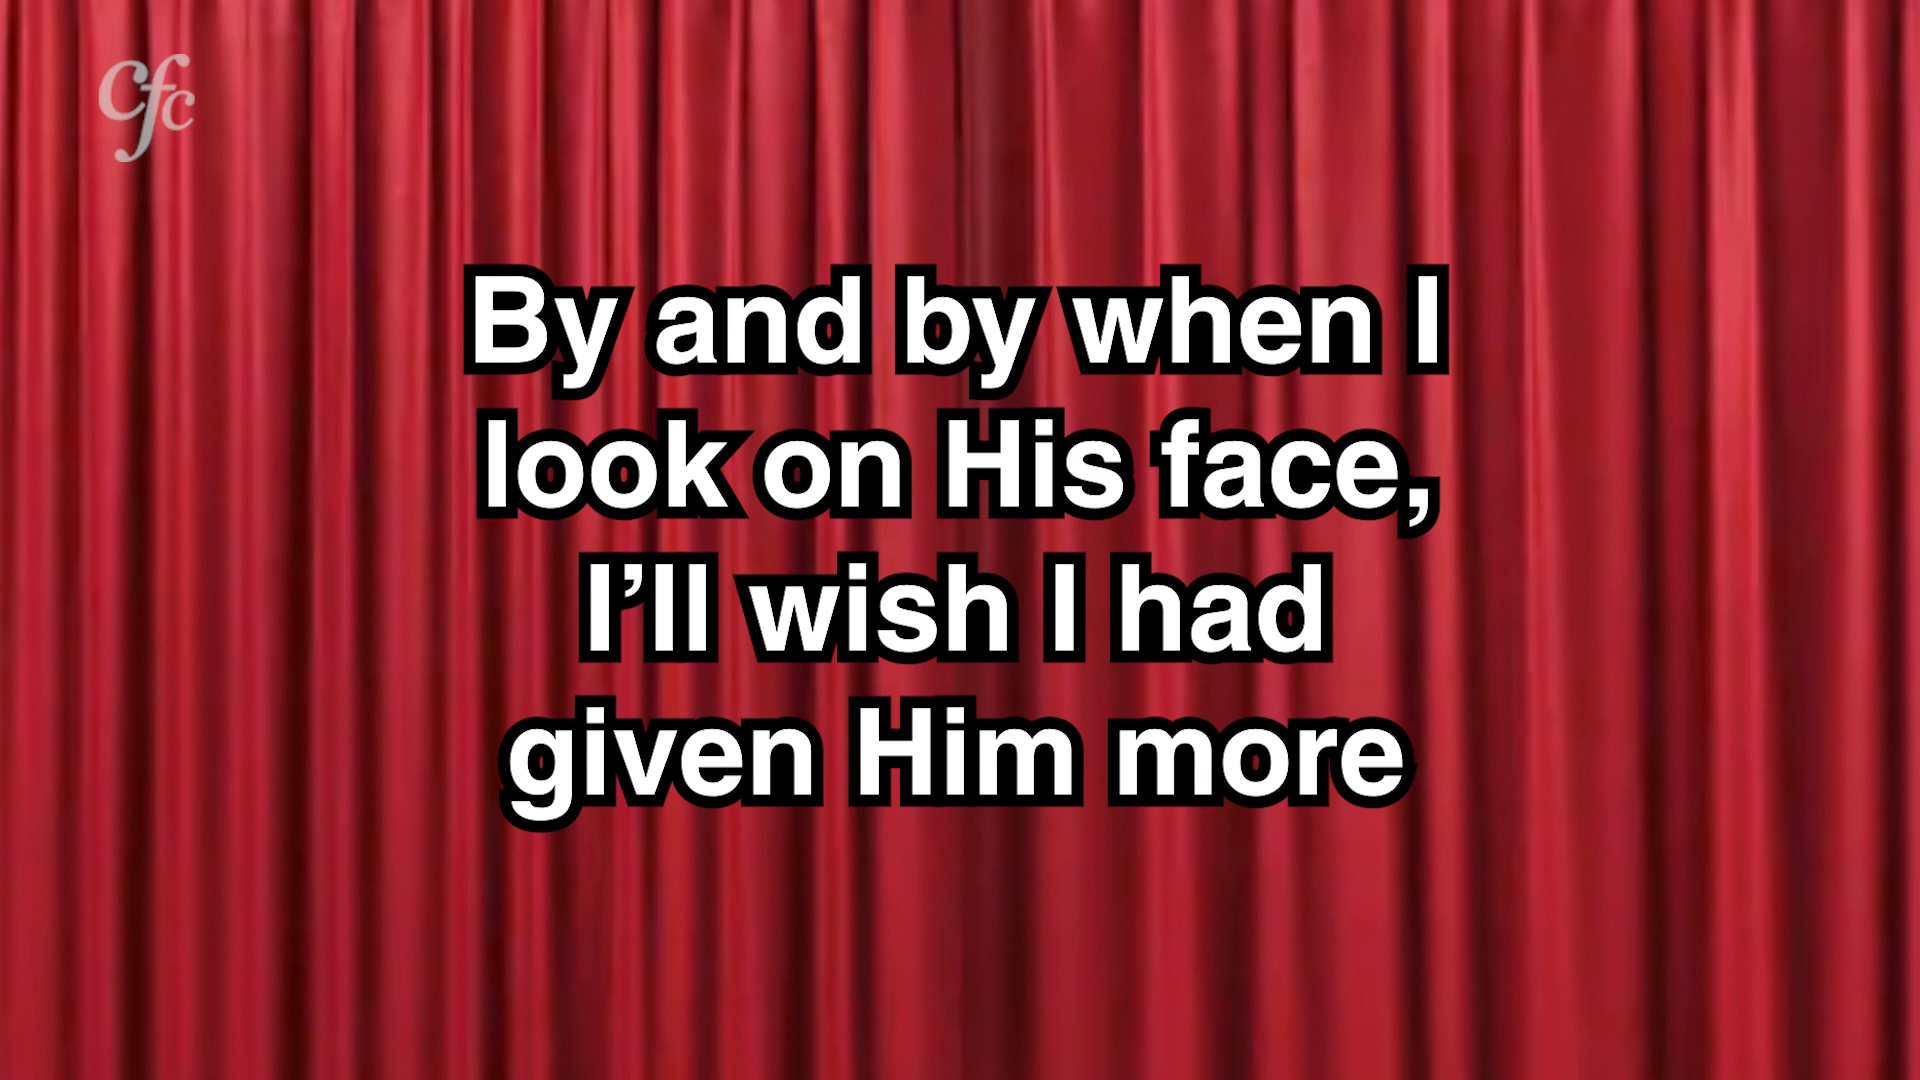 cfc
By and by when I
look on His face,
I’ll wish I had
given Him more